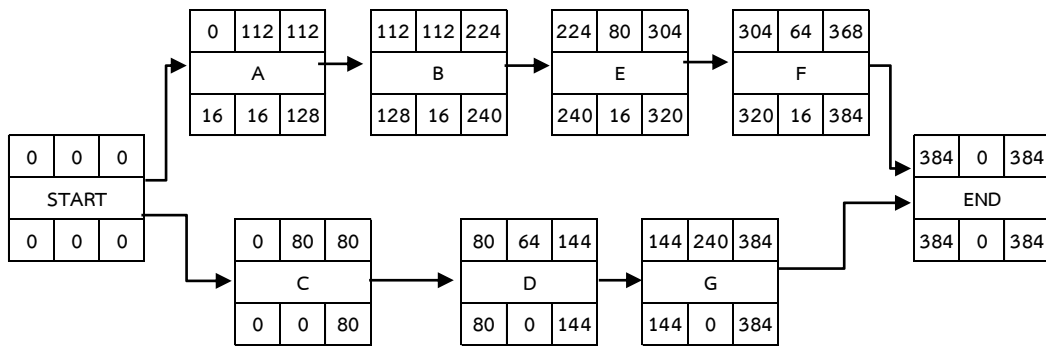 0 112 112
A
16 16 128
112 112 224
B
128 16 240
224 80 304
E
240 16 320
304 64 368
F
320 16 384
0 0 0
START
0 0 0
384 0 384
END
384 0 384
0 80 80
C
0 0 80
80 64 144
D
80 0 144
144 240 384
G
144 0 384